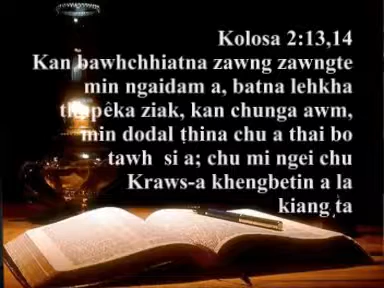 Kolosa 2:13,14
Kan bawhchhiatna zawng zawngte
min ngaidam a, batna lehkha
thupêka ziak, kan chunga awm,
min dodal ṭhina chu a thai bo
tawh si a; chu mi ngei chu
Kraws-a khengbetin a la
kiang ta